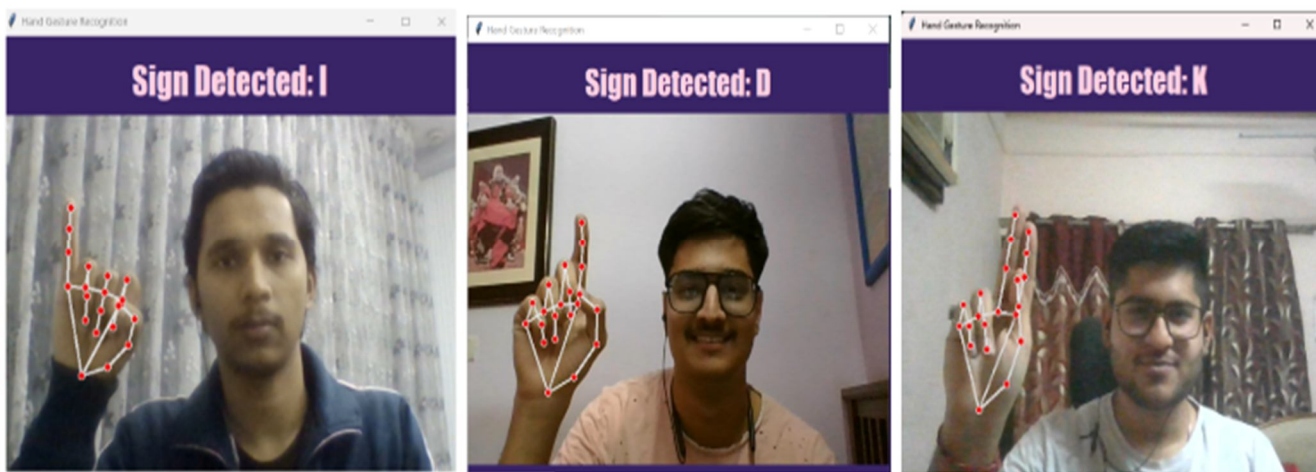 Hand Gesture Recognition
Sign Detected: I
Hand Gesture Recognition
Sign Detected: D
Hand Gesture Recognition
Sign Detected: K